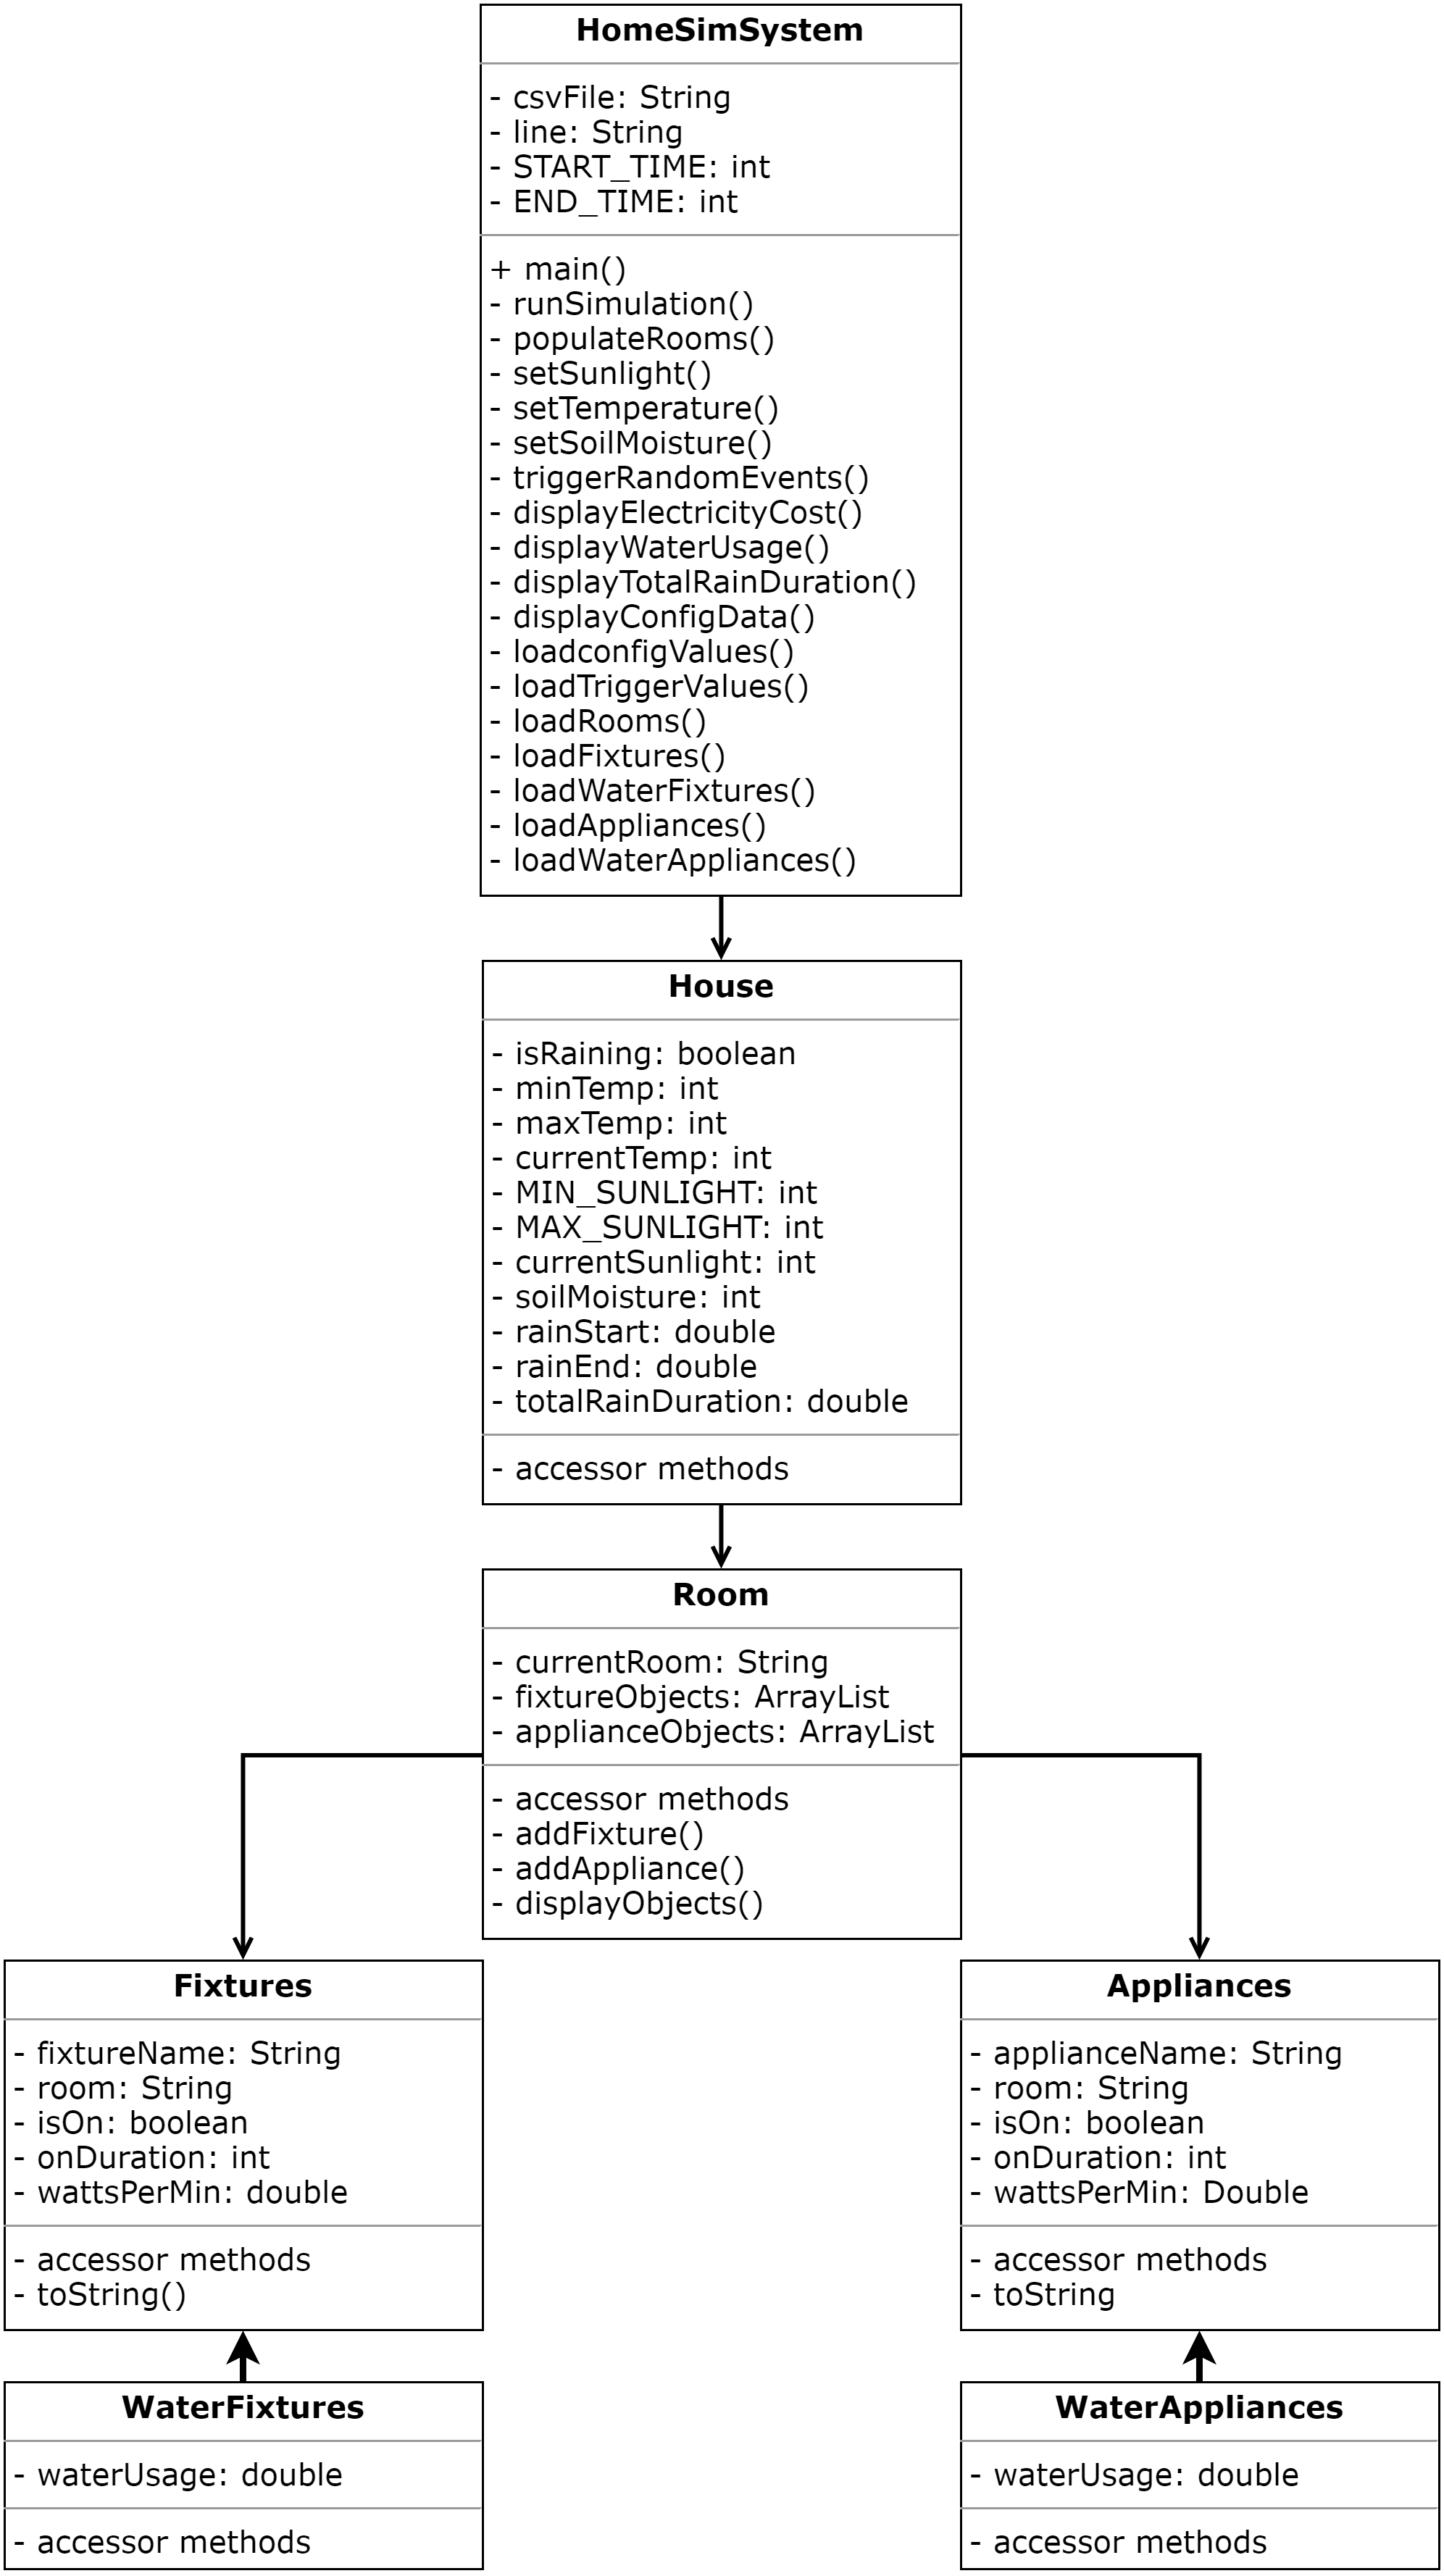 HomeSimSystem
- csvFile: String
- line: String
- START_TIME: int
- END_TIME: int
+ main()
- runSimulation()
- populateRooms()
- setSunlight()
- setTemperature()
- setSoilMoisture()
- triggerRandomEvents()
- displayElectricityCost()
- displayWaterUsage()
- displayTotalRainDuration()
- displayConfigData()
- loadconfigValues()
- loadTriggerValues()
- loadRooms()
- loadFixtures()
- loadWaterFixtures()
- loadAppliances()
- loadWaterAppliances()
House
- isRaining: boolean
- minTemp: int
- maxTemp: int
- currentTemp: int
- MIN_SUNLIGHT: int
- MAX_SUNLIGHT: int
- currentSunlight: int
- soilMoisture: int
- rainStart: double
- rainEnd: double
- totalRainDuration: double
- accessor methods
Room
- currentRoom: String
- fixtureObjects: ArrayList
- applianceObjects: ArrayList
- accessor methods
- addFixture()
- addAppliance()
- displayObjects()
Fixtures
- fixtureName: String
- room: String
- isOn: boolean
- onDuration: int
- wattsPerMin: double
- accessor methods
- toString()
Appliances
- applianceName: String
- room: String
- isOn: boolean
- onDuration: int
- wattsPerMin: Double
- accessor methods
- toString
WaterFixtures
- waterUsage: double
- accessor methods
WaterAppliances
- waterUsage: double
- accessor methods